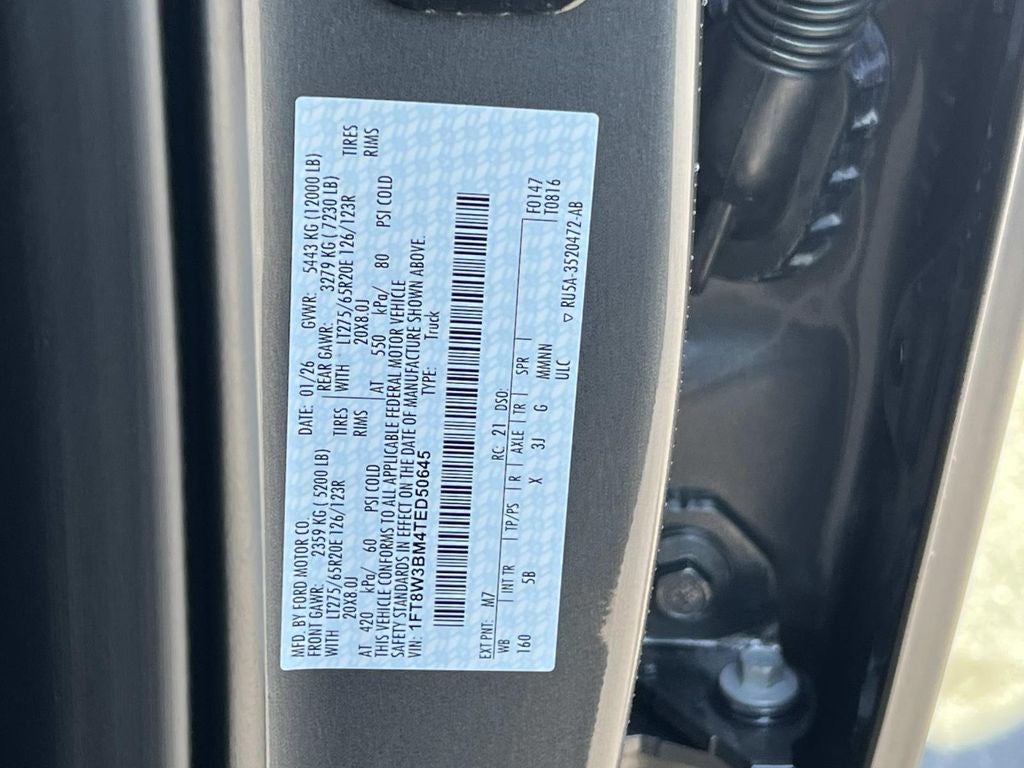 MFD. BY FORD MOTOR CO.
DATE: 01/26 GVWR: 5443 KG (12000 LB)
FRONT GAWR: 2359 KG (5200 LB)
REAR GAWR: 3279 KG (7230 LB)
WITH LT275/65R20E 126/123R TIRES
WITH LT275/65R20E 126/123R TIRES
20X8.0J RIMS
20X8.0J RIMS
AT 420 kPa/ 60 PSI COLD
AT 550 kPa/ 80 PSI COLD
THIS VEHICLE CONFORMS TO ALL APPLICABLE FEDERAL MOTOR VEHICLE
SAFETY STANDARDS IN EFFECT ON THE DATE OF MANUFACTURE SHOWN ABOVE.
VIN: 1FT8W3BM4TED50645 TYPE: Truck
EXT PNT: M7 RC: 21 DSO: F0147
WB INT TR TP/PS R AXLE TR SPR T0816
160 5B X 3J G MMNN
ULC ▽ RU5A-3520472-AB